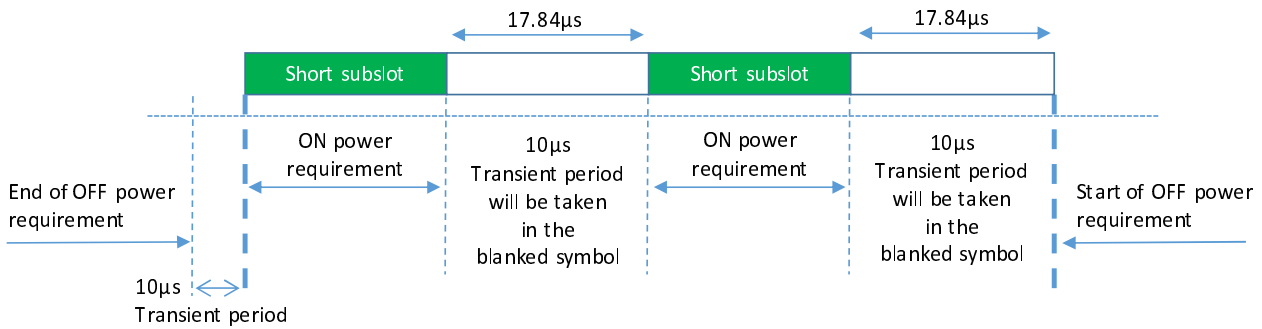 17.84µs
17.84µs
Short subslot
Short subslot
ON power
requirement
10µs
Transient period
will be taken
in the
blanked symbol
ON power
requirement
10µs
Transient period
will be taken
in the
blanked symbol
End of OFF power
requirement
Start of OFF power
requirement
10µs
Transient period